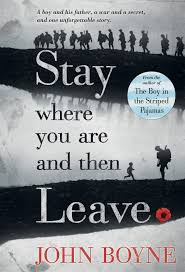 A boy and his father, a war and a secret,
and one unforgettable story.
Stay
where you are
and then
Leave
From the
author of
The Boy in
the Striped
Pajamas
JOHN BOYNE